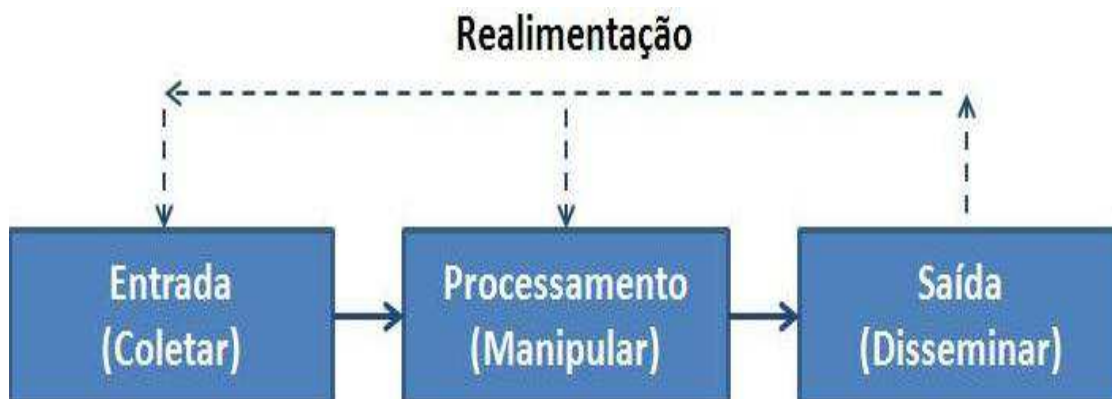 Realimentação
Entrada
(Coletar)
Processamento
(Manipular)
Saída
(Disseminar)